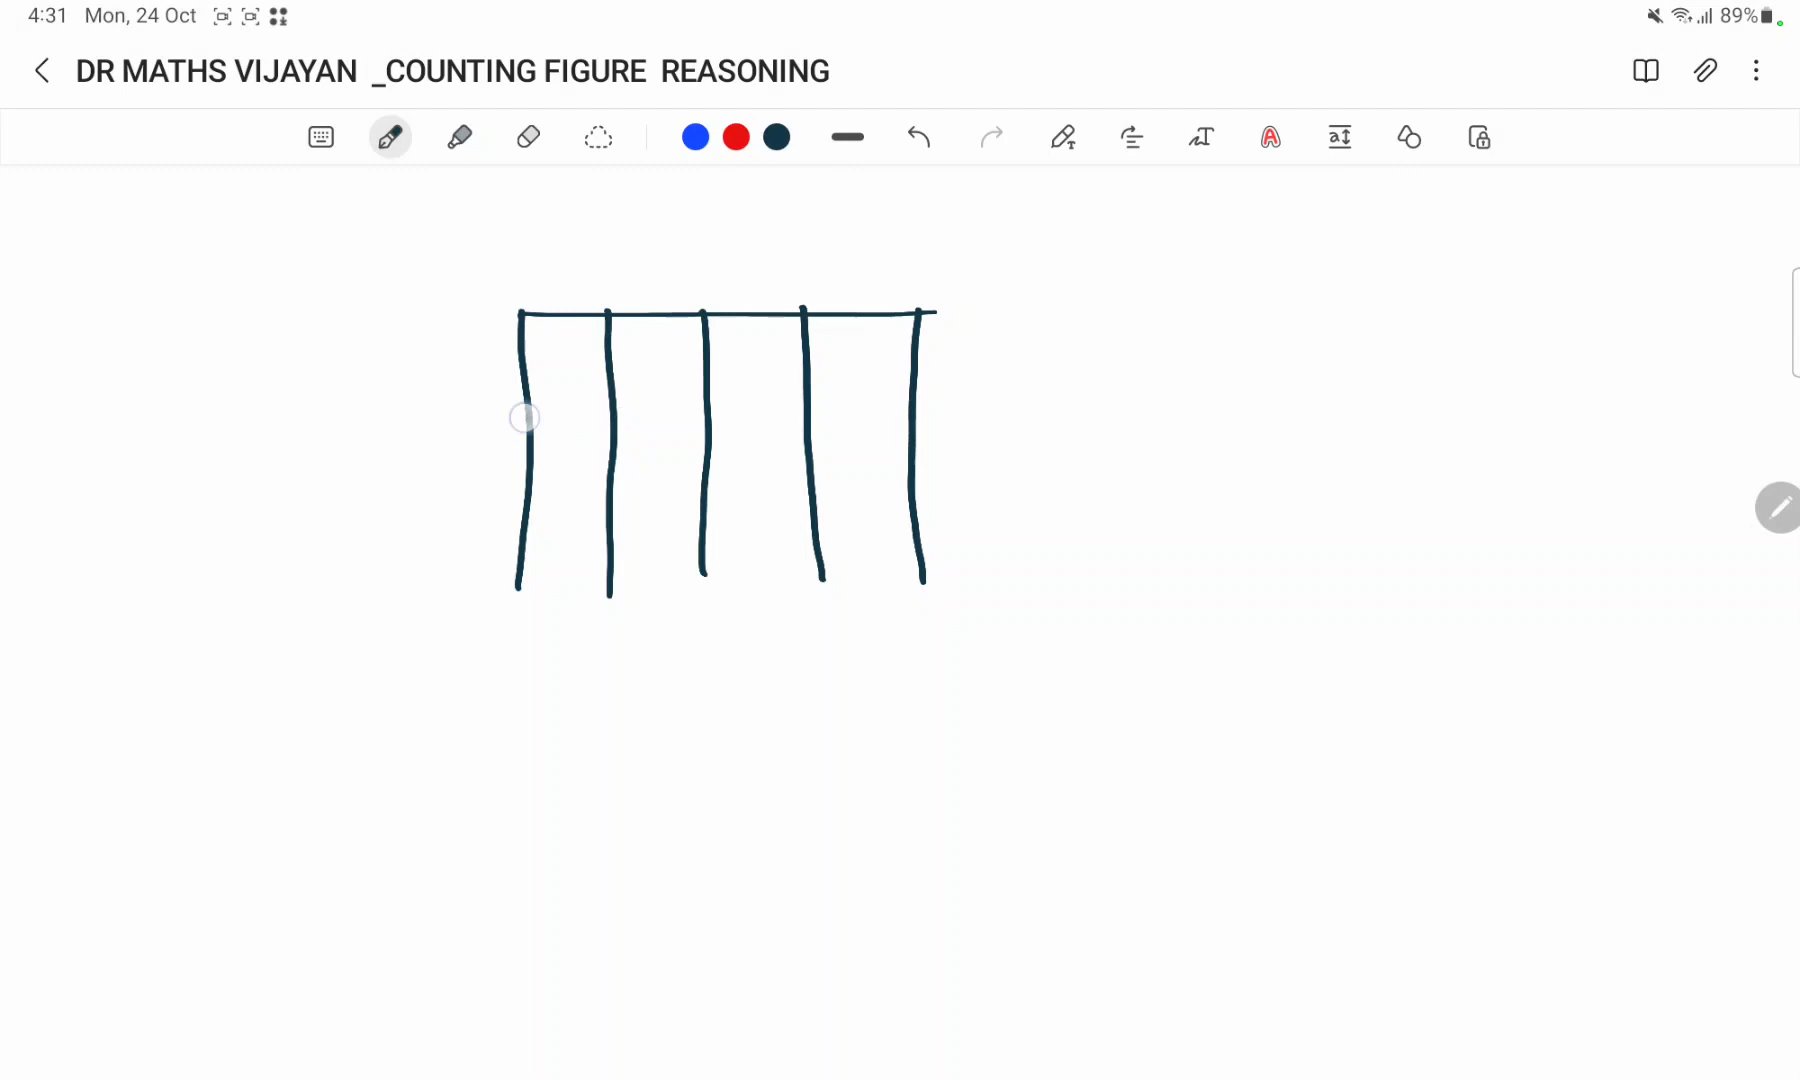 4:31 Mon, 24 Oct
89%
DR MATHS VIJAYAN _COUNTING FIGURE REASONING